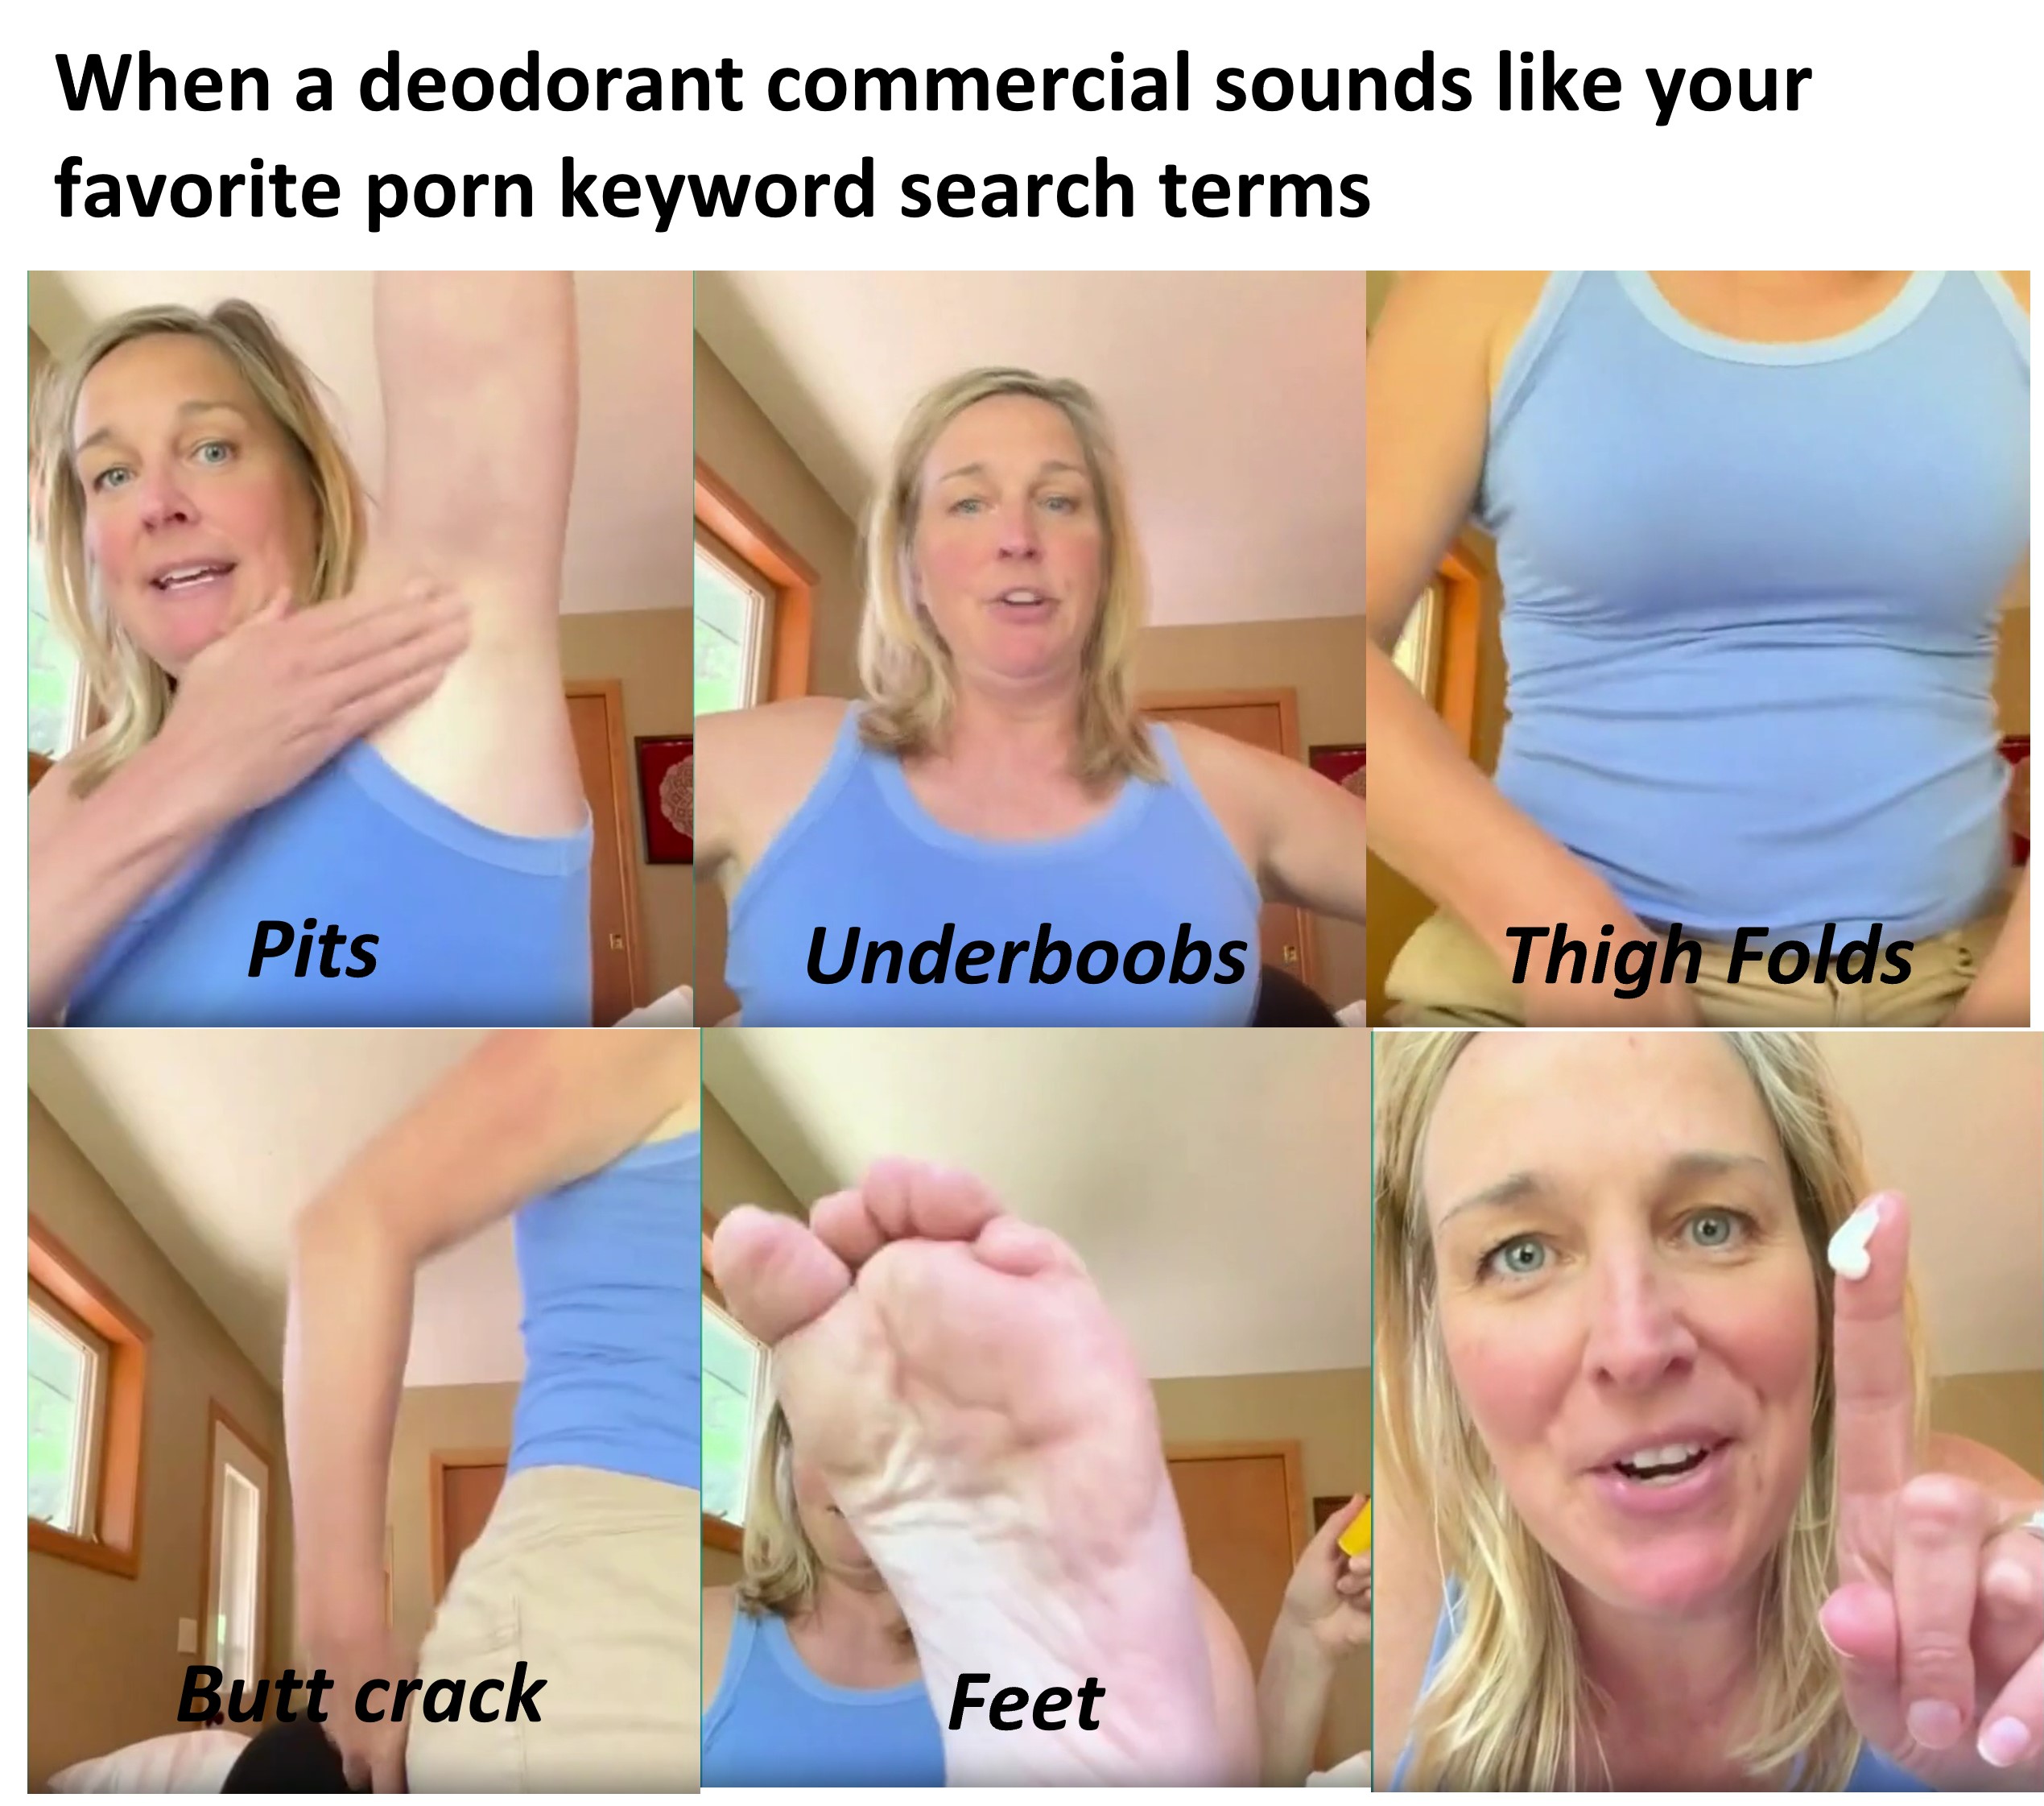 When a deodorant commercial sounds like your
favorite porn keyword search terms
Pits
Underboobs
Thigh Folds
Butt crack
Feet